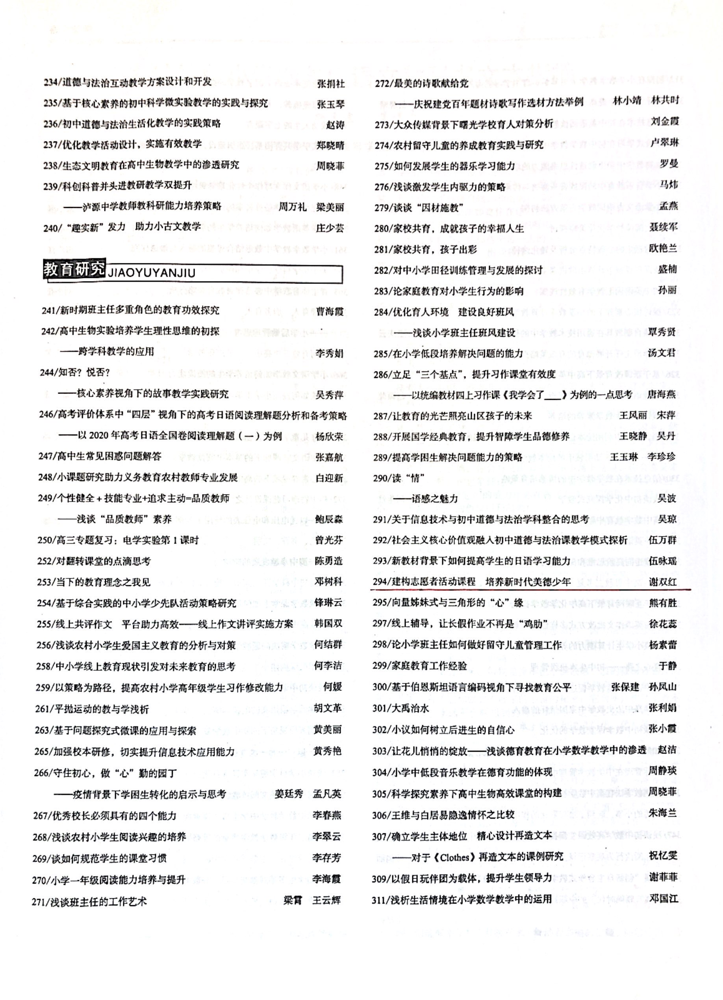 234/道德与法治互动教学方案设计和开发 张捐社
235/基于核心素养的初中科学微实验教学的实践与探究 张玉琴
236/初中道德与法治生活化教学的实践策略 赵涛
237/优化教学活动设计，实施有效教学 郑晓晴
238/生态文明教育在高中生物教学中的渗透研究 周晓菲
239/科创科普并头进教研教学双提升
——泸源中学教师教科研能力培养策略 周万礼 梁美丽
240/“趣实新”发力 助力小古文教学 庄少芸
教育研究 JIAOYUYANJIU
241/新时期班主任多重角色的教育功效探究 曹海霞
242/高中生物实验培养学生理性思维的初探
——跨学科教学的应用 李秀娟
244/知否？悦否？
——核心素养视角下的故事教学实践研究 吴秀萍
246/高考评价体系中“四层”视角下的高考日语阅读理解题分析和备考策略
——以 2020 年高考日语全国卷阅读理解题（一）为例 杨欣荣
247/高中生常见困惑问题解答 张嘉航
248/小课题研究助力义务教育农村教师专业发展 白迎新
249/个性健全+技能专业+追求主动=品质教师
——浅谈“品质教师”素养 鲍辰淼
250/高三专题复习：电学实验第 1 课时 曾光芬
252/对翻转课堂的点滴思考 陈勇造
253/当下的教育理念之我见 邓树科
254/基于综合实践的中小学少先队活动策略研究 锋琳云
255/线上共评作文 平台助力高效——线上作文讲评实施方案 韩国双
256/浅谈农村小学生爱国主义教育的分析与对策 何结群
258/中小学线上教育现状引发对未来教育的思考 何李洁
259/以策略为路径，提高农村小学高年级学生习作修改能力 何媛
261/平抛运动的教与学浅析 胡文革
263/基于问题探究式微课的应用与探索 黄美丽
265/加强校本研修，切实提升信息技术应用能力 黄秀艳
266/守住初心，做“心”勤的园丁
——疫情背景下学困生转化的启示与思考 姜廷秀 孟凡英
267/优秀校长必须具有的四个能力 李春燕
268/浅谈农村小学生阅读兴趣的培养 李翠云
269/谈如何规范学生的课堂习惯 李存芳
270/小学一年级阅读能力培养与提升 李海霞
271/浅谈班主任的工作艺术 梁霄 王云辉
272/最美的诗歌献给党
——庆祝建党百年题材诗歌写作选材方法举例 林小靖 林共时
273/大众传媒背景下曙光学校育人对策分析 刘金霞
274/农村留守儿童的养成教育实践与研究 卢翠琳
275/如何发展学生的器乐学习能力 罗曼
276/浅谈激发学生内驱力的策略 马炜
279/谈谈“因材施教” 孟燕
280/家校共育，成就孩子的幸福人生 聂续军
281/家校共育，孩子出彩 欧艳兰
282/对中小学田径训练管理与发展的探讨 盛楠
283/论家庭教育对小学生行为的影响 孙丽
284/优化育人环境 建设良好班风
——浅谈小学班主任班风建设 覃秀贤
285/在小学低段培养解决问题的能力 汤文君
286/立足“三个基点”，提升习作课堂有效度
——以统编教材四上习作课《我学会了___》为例的一点思考 唐海燕
287/让教育的光芒照亮山区孩子的未来 王风丽 宋萍
288/开展国学经典教育，提升智障学生品德修养 王晓静 吴丹
289/提高学困生解决问题能力的策略 王玉琳 李珍珍
290/读“情”
——语感之魅力 吴波
291/关于信息技术与初中道德与法治学科整合的思考 吴琼
292/社会主义核心价值观融入初中道德与法治课教学模式探析 伍万群
293/新教材背景下如何提高学生的日语学习能力 伍咏瑶
294/建构志愿者活动课程 培养新时代美德少年 谢双红
295/向量姊妹式与三角形的“心”缘 熊有胜
297/线上辅导，让长假作业不再是“鸡肋” 徐花蕊
298/论小学班主任如何做好留守儿童管理工作 杨素蕾
299/家庭教育工作经验 于静
300/基于伯恩斯坦语言编码视角下寻找教育公平 张保建 孙凤山
301/大禹治水 张利娟
302/小议如何树立后进生的自信心 张小霞
303/让花儿悄悄的绽放——浅谈德育教育在小学数学教学中的渗透 赵洁
304/小学中低段音乐教学在德育功能的体现 周静琰
305/科学探究素养下高中生物高效课堂的构建 周晓菲
306/王维与白居易隐逸情怀之比较 朱海兰
307/确立学生主体地位 精心设计再造文本
——对于《Clothes》再造文本的课例研究 祝忆雯
309/以假日玩伴团为载体，提升学生领导力 谢菲菲
311/浅析生活情境在小学数学教学中的运用 邓国江